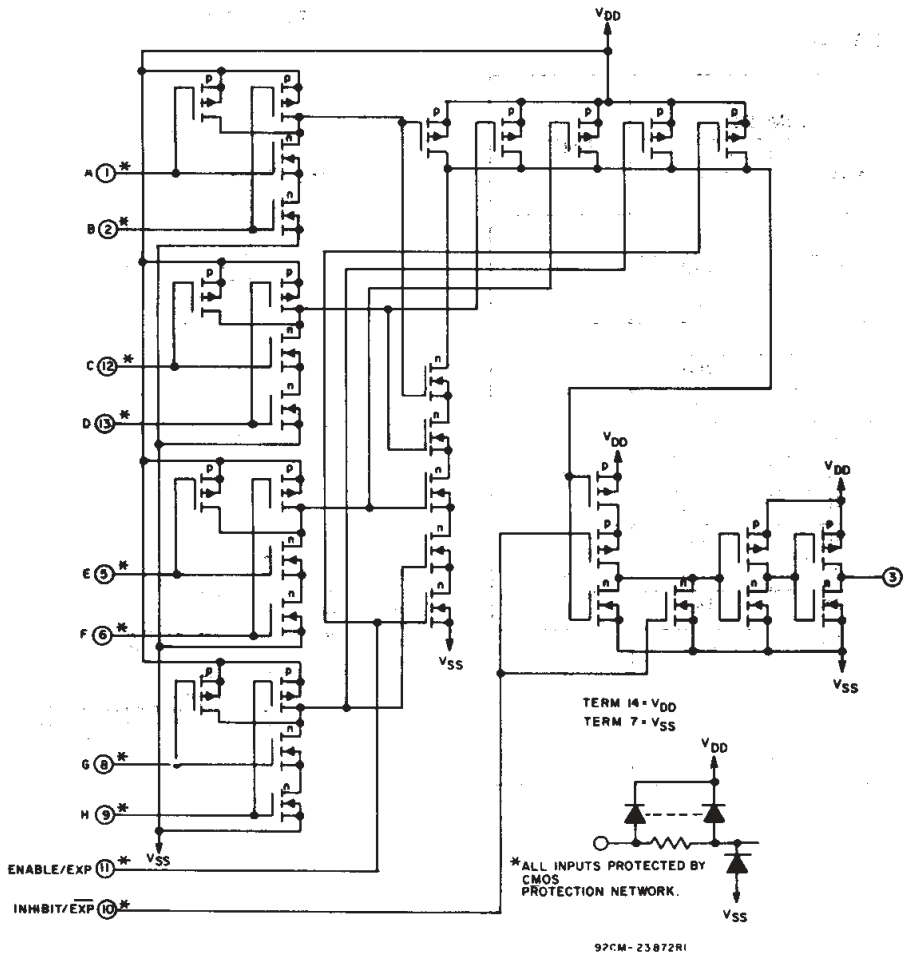 VDD
p p
p p p p p
n
A 1 *
n
B 2 *
p p
n
C 12 *
n
n
D 13 *
n
VDD
p p
n
p
VDD
n
p
p p
E 5 *
n
n
n
n
3
F 6 *
VSS
p p
VSS
TERM 14 = VDD
TERM 7 = VSS
n
G 8 *
VDD
n
H 9 *
VSS
ENABLE/EXP 11 *
* ALL INPUTS PROTECTED BY
CMOS
PROTECTION NETWORK.
INHIBIT/EXP 10 *
VSS
92CM-23872R1